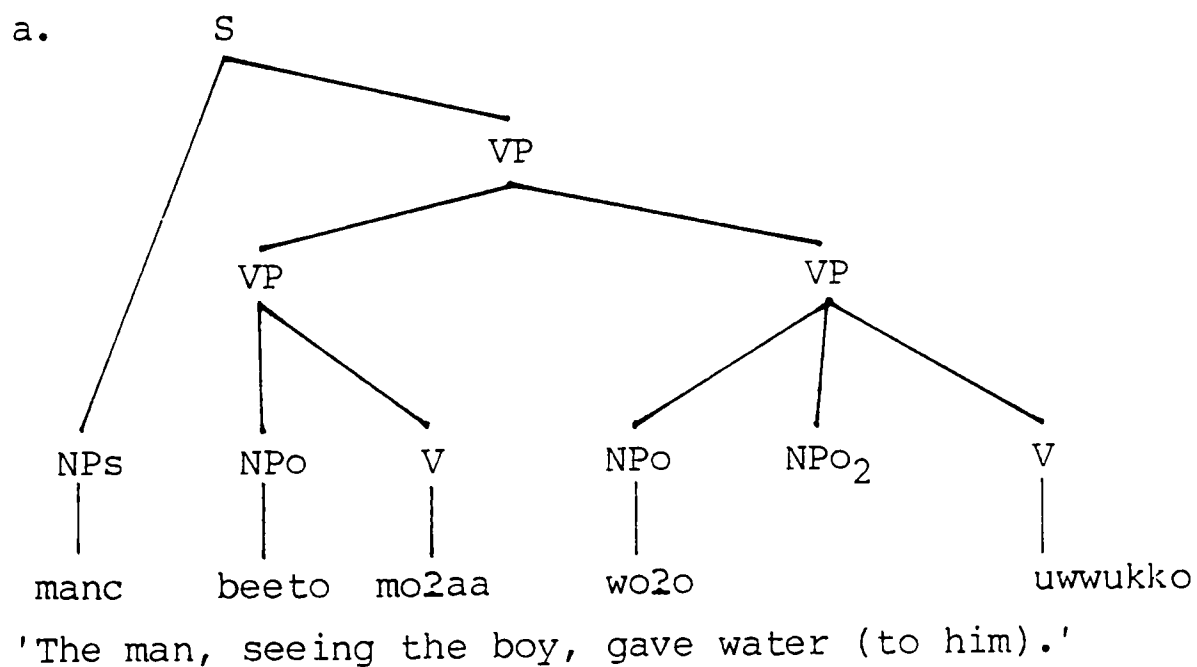 a. S
VP
VP VP
NPs NPo V NPo NPo₂ V
manc beeto mo2aa wo2o uwwukko
'The man, seeing the boy, gave water (to him).'